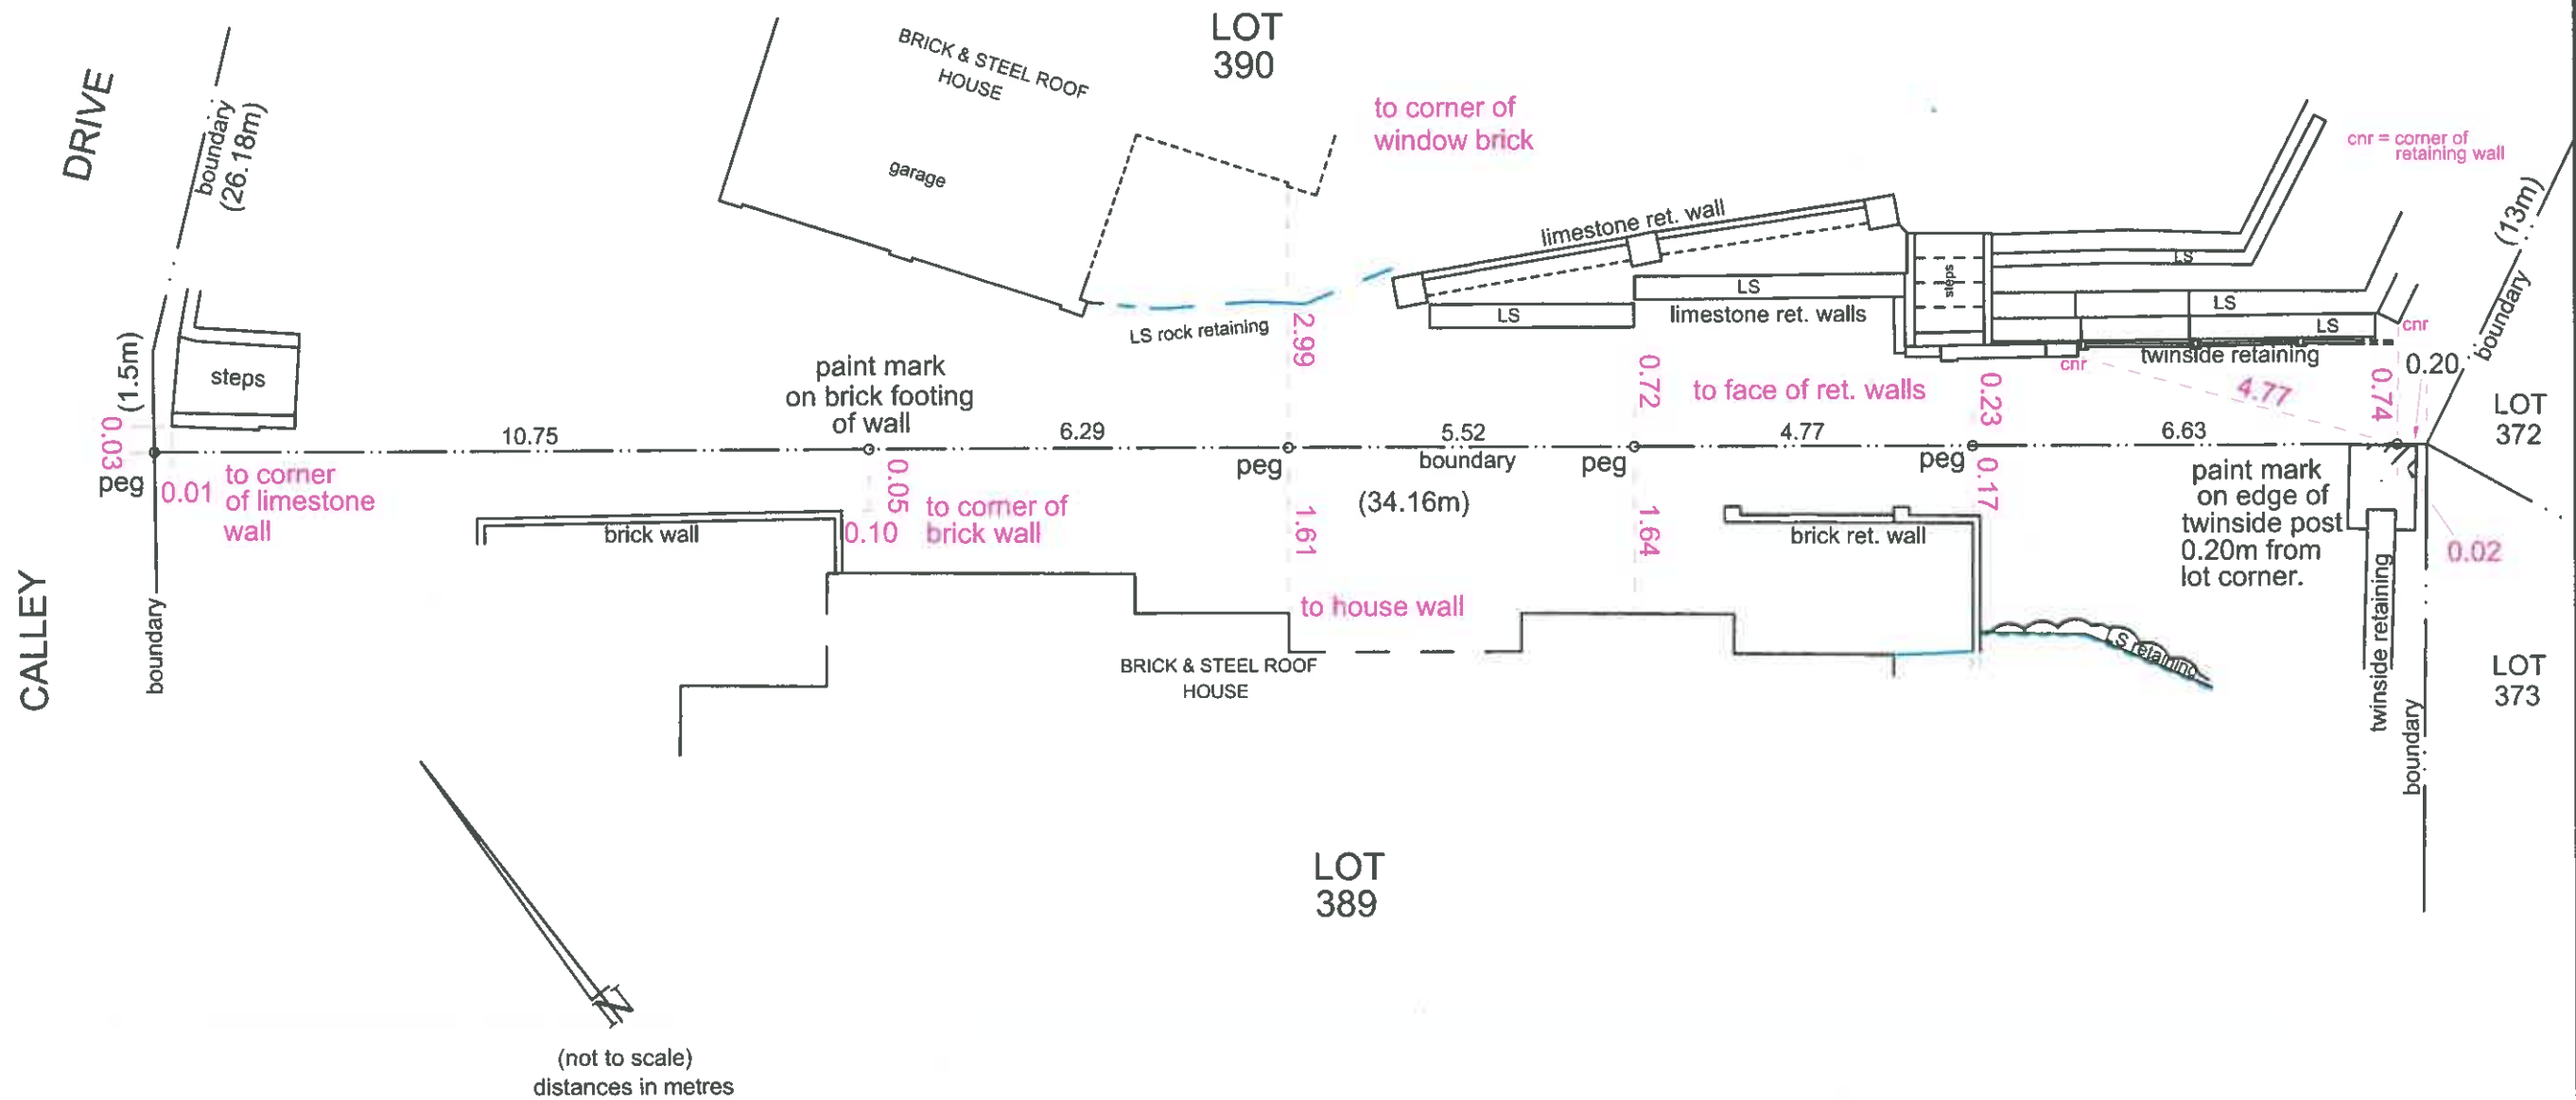 LOT
390
BRICK & STEEL ROOF
HOUSE
garage
DRIVE
boundary
(26.18m)
to corner of
window brick
cnr = corner of
retaining wall
(13m)
boundary
limestone ret. wall
steps
LS
LS
LS
LS
LS
limestone ret. walls
LS rock retaining
twinside retaining
cnr
cnr
0.20
4.77
0.74
LOT
372
(1.5m)
steps
paint mark
on brick footing
of wall
2.99
0.72
to face of ret. walls
0.23
0.03
10.75
6.29
5.52
4.77
6.63
peg
0.01
to corner
of limestone
wall
0.05
0.10
to corner of
brick wall
peg
boundary
peg
peg
(34.16m)
0.17
1.61
1.64
paint mark
on edge of
twinside post
0.20m from
lot corner.
0.02
brick wall
brick ret. wall
to house wall
BRICK & STEEL ROOF
HOUSE
LS retaining
twinside retaining
boundary
LOT
373
CALLEY
boundary
LOT
389
N
(not to scale)
distances in metres